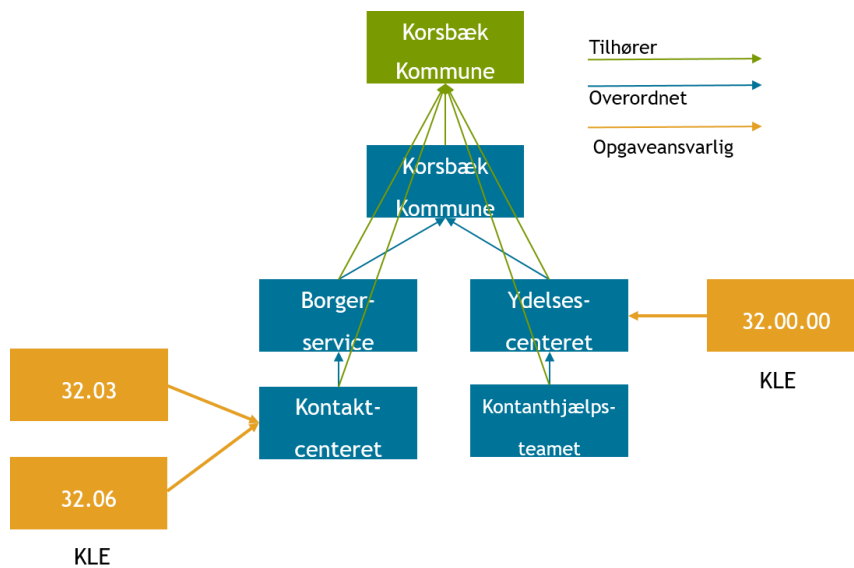 Korsbæk
Kommune
Tilhører
Overordnet
Opgaveansvarlig
Korsbæk
Kommune
Borger-
service
Ydelses-
centeret
32.00.00
KLE
32.03
Kontakt-
centeret
Kontanthjælps-
teamet
32.06
KLE